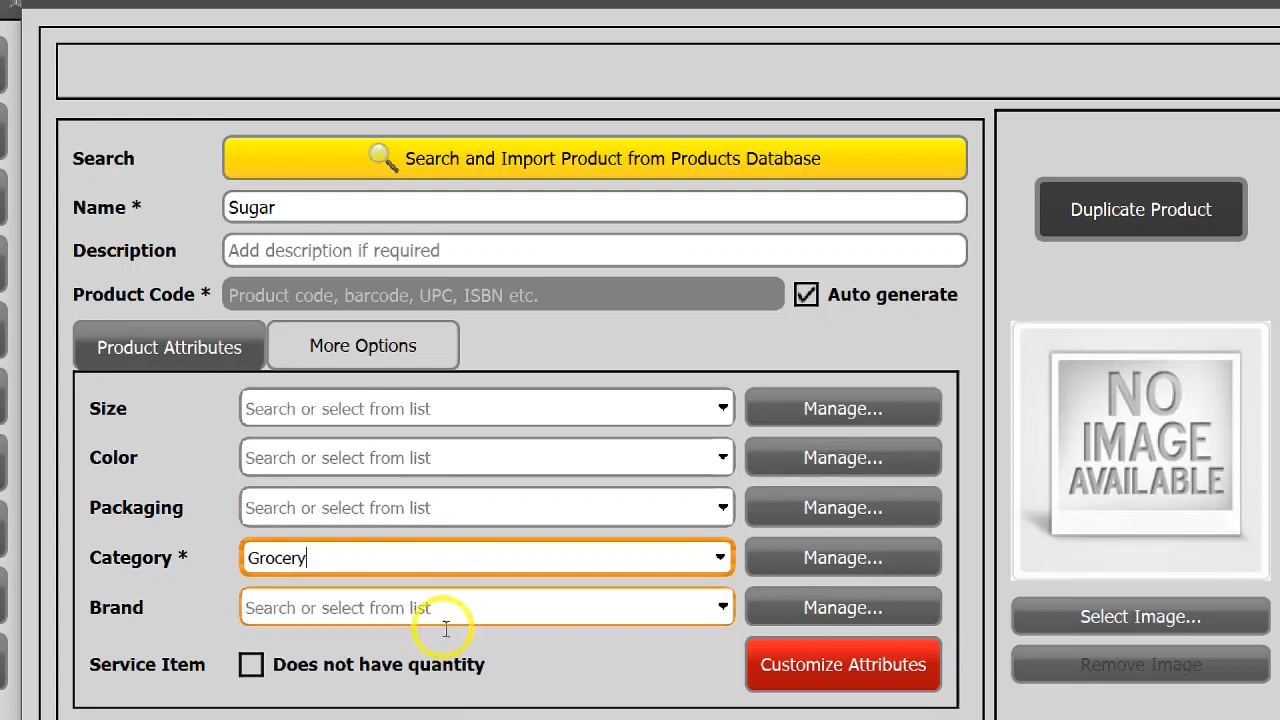 Search
Search and Import Product from Products Database
Name *
Sugar
Duplicate Product
Description
Add description if required
Product Code *
Product code, barcode, UPC, ISBN etc.
Auto generate
Product Attributes
More Options
Size
Search or select from list
Manage...
Color
Search or select from list
Manage...
Packaging
Search or select from list
Manage...
Category *
Grocery
Manage...
Brand
Search or select from list
Manage...
Service Item
Does not have quantity
Customize Attributes
NO
IMAGE
AVAILABLE
Select Image...
Remove Image